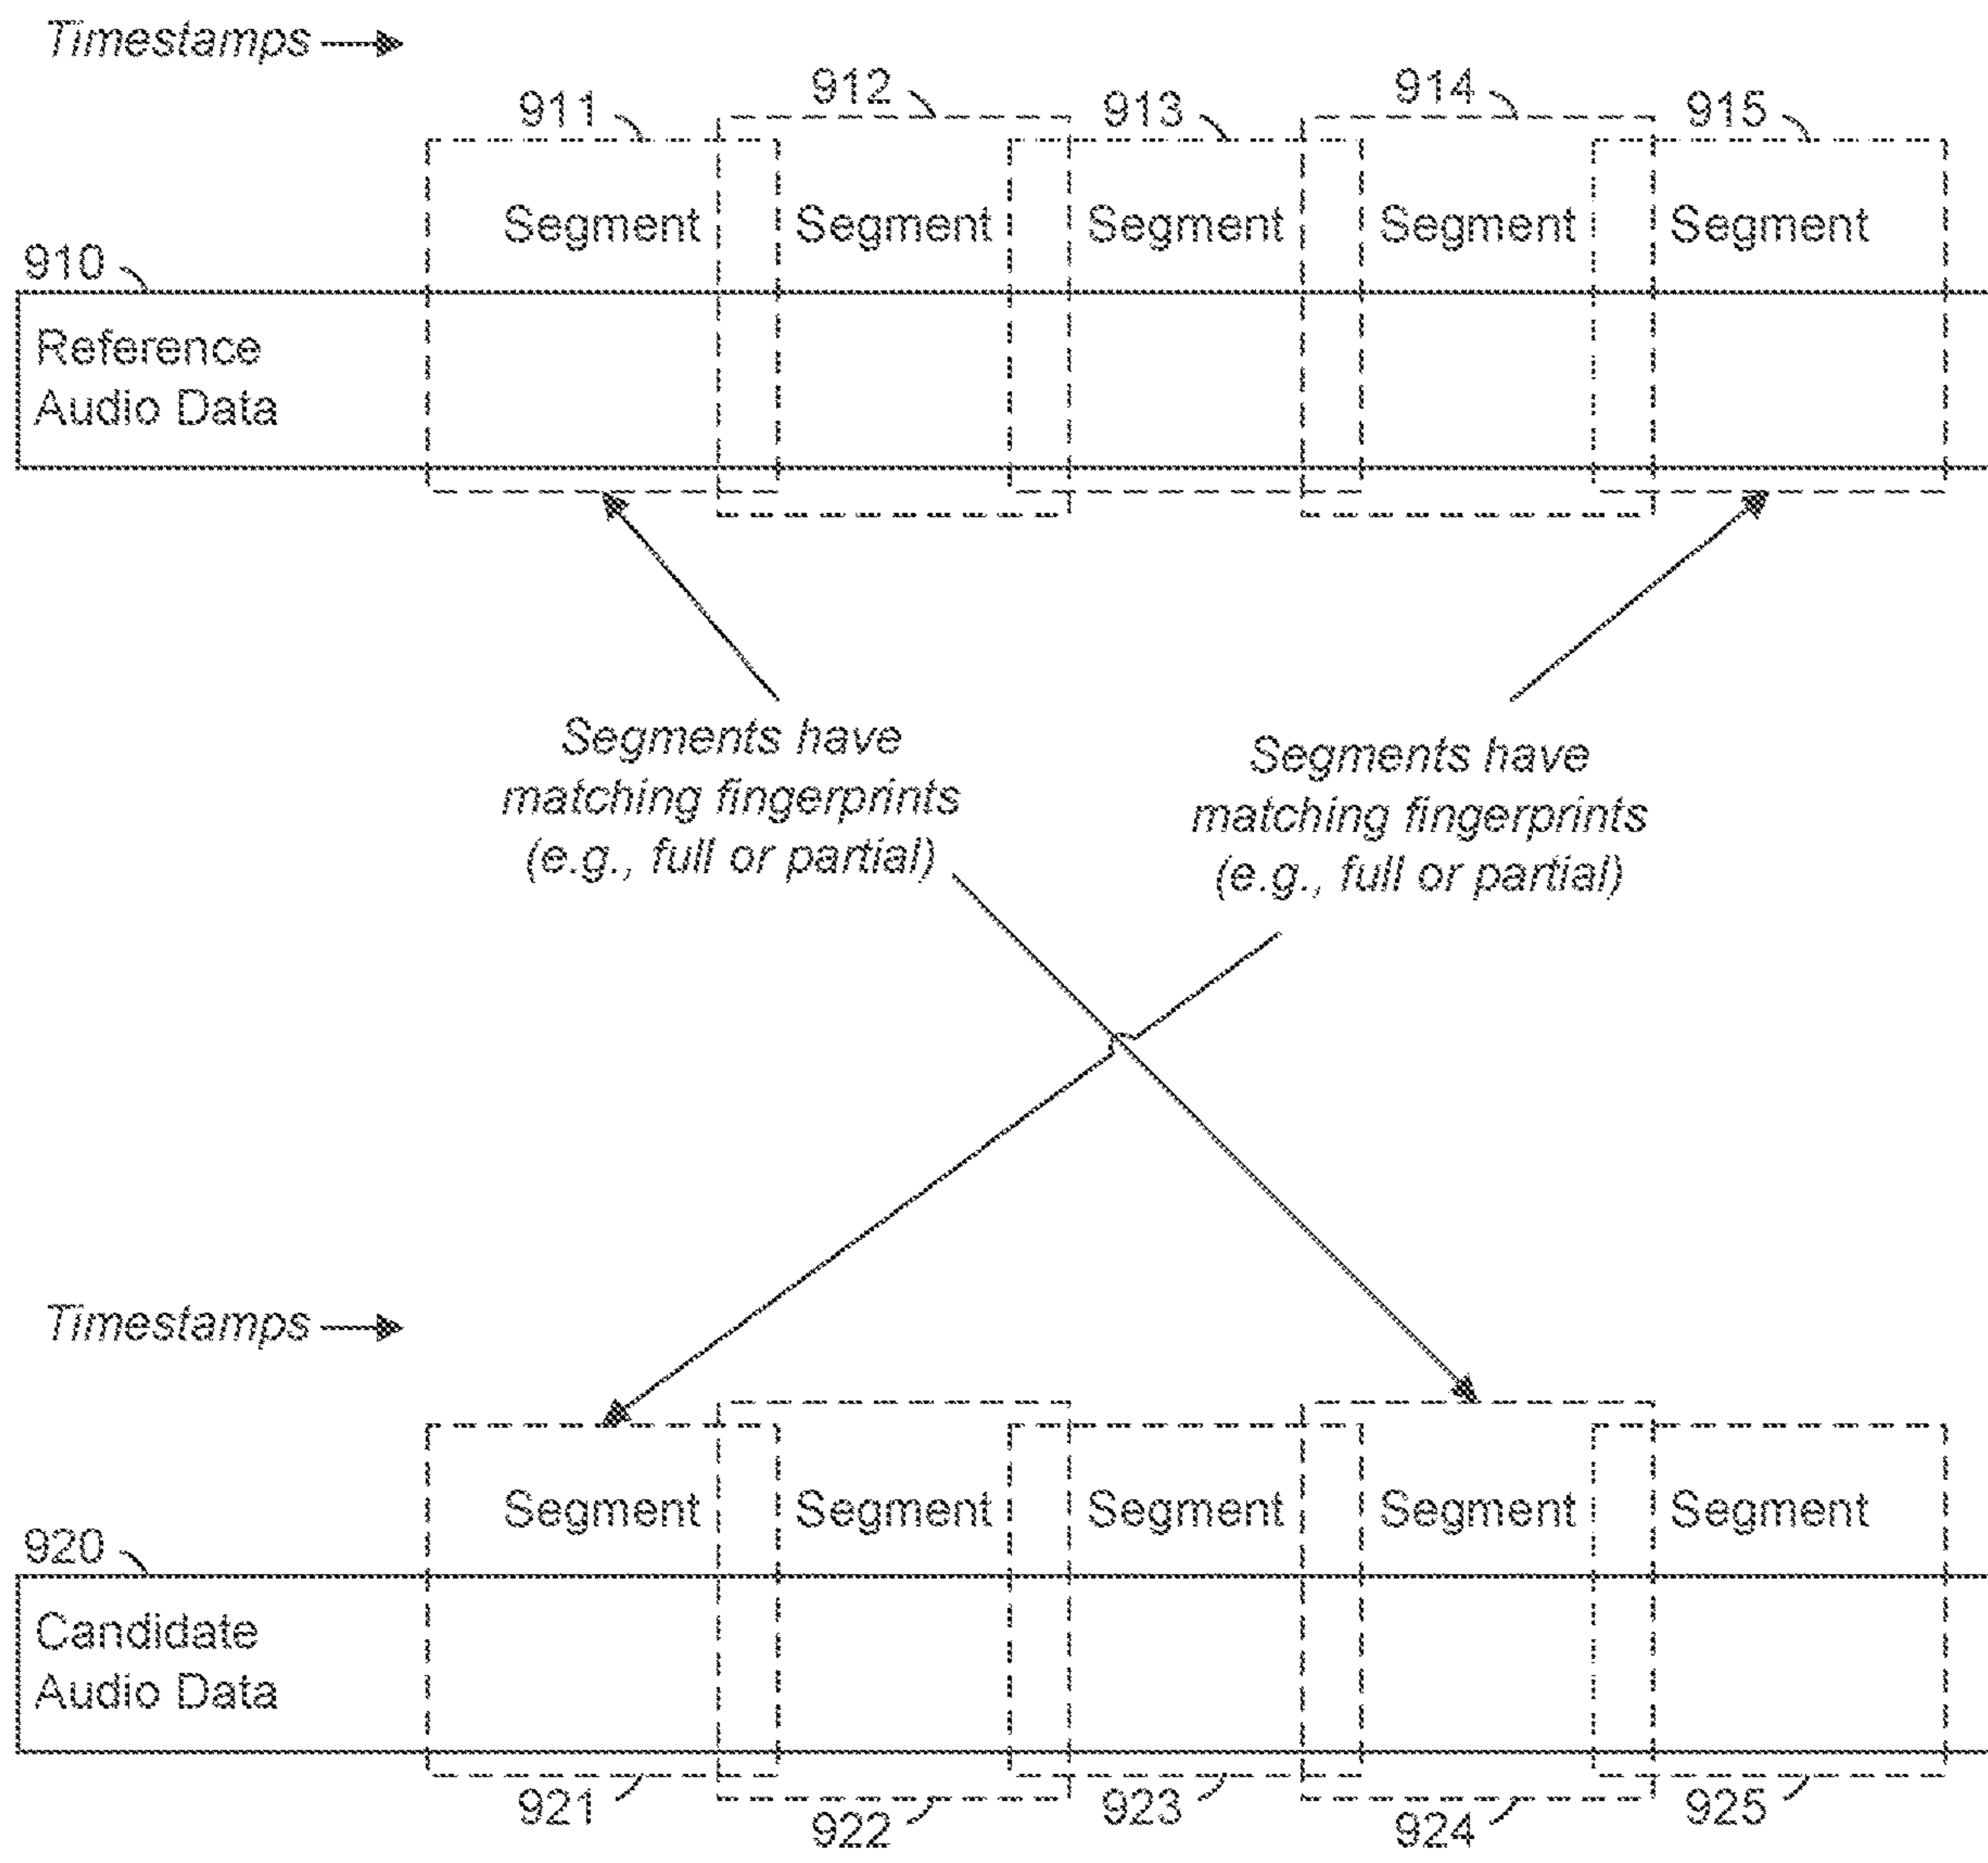 Timestamps
911
912
913
914
915
Segment
Segment
Segment
Segment
Segment
910
Reference
Audio Data
Segments have
matching fingerprints
(e.g., full or partial)
Segments have
matching fingerprints
(e.g., full or partial)
Timestamps
Segment
Segment
Segment
Segment
Segment
920
Candidate
Audio Data
921
922
923
924
925